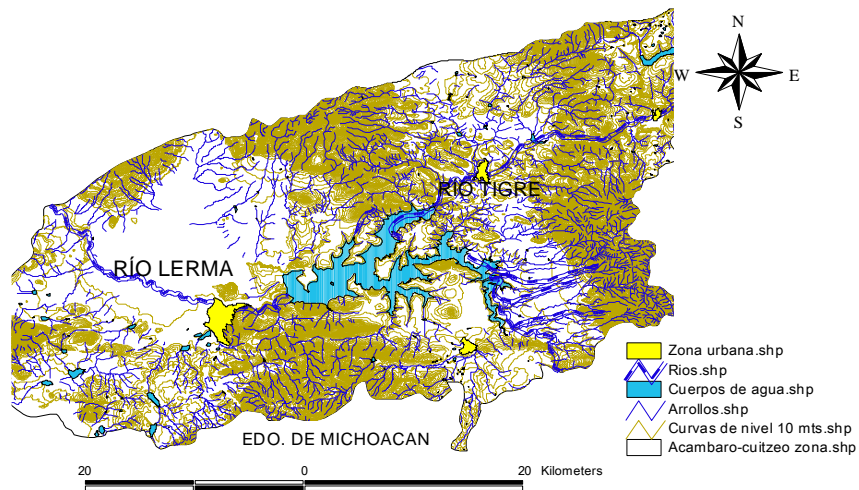 N
W
E
S
RÍO TIGRE
RÍO LERMA
Zona urbana.shp
Rios.shp
Cuerpos de agua.shp
Arrollos.shp
Curvas de nivel 10 mts.shp
Acambaro-cuitzeo zona.shp
EDO. DE MICHOACAN
20 0 20 Kilometers